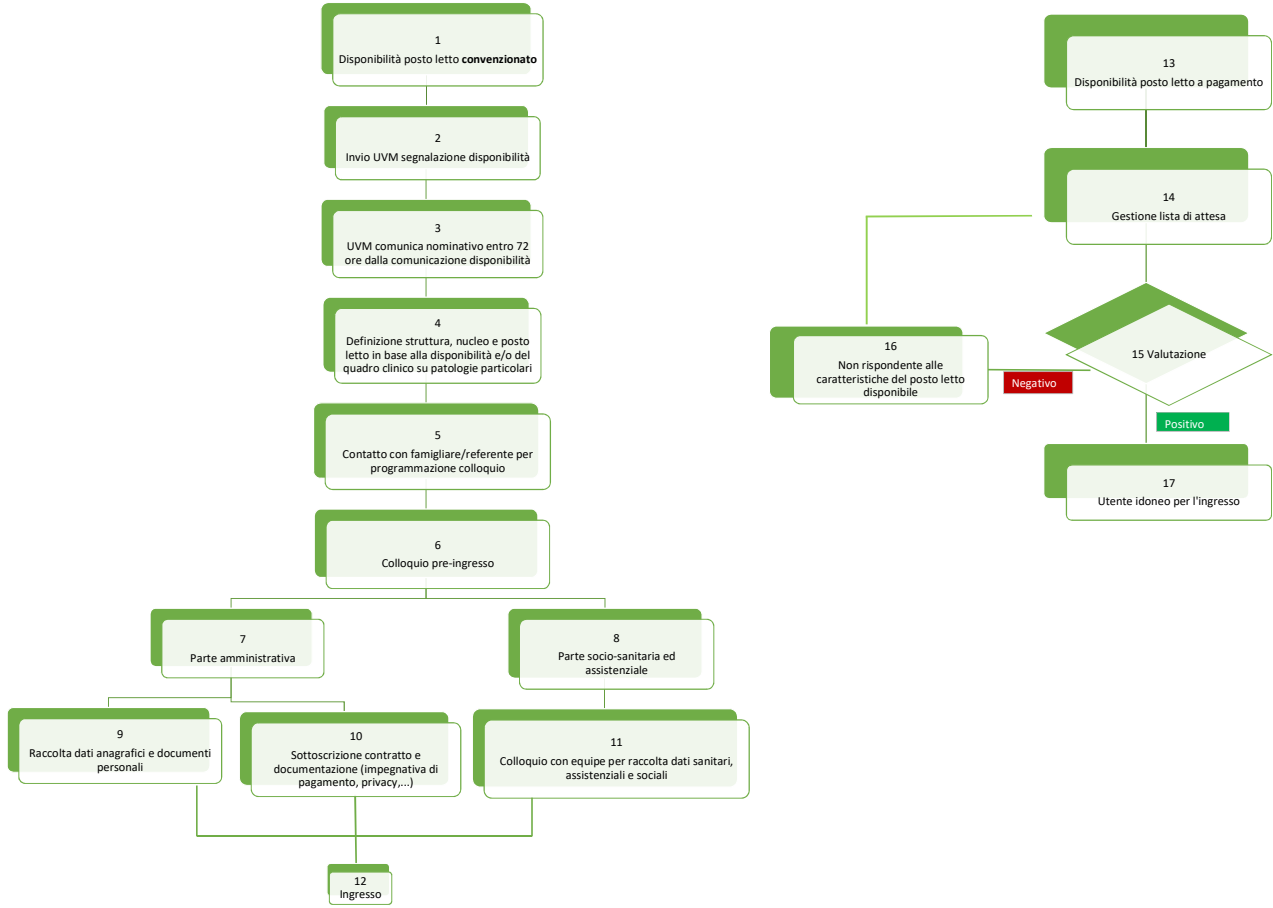 1
Disponibilità posto letto convenzionato
2
Invio UVM segnalazione disponibilità
3
UVM comunica nominativo entro 72
ore dalla comunicazione disponibilità
4
Definizione struttura, nucleo e posto
letto in base alla disponibilità e/o del
quadro clinico su patologie particolari
5
Contatto con famigliare/referente per
programmazione colloquio
6
Colloquio pre-ingresso
7
Parte amministrativa
8
Parte socio-sanitaria ed
assistenziale
9
Raccolta dati anagrafici e documenti
personali
10
Sottoscrizione contratto e
documentazione (impegnativa di
pagamento, privacy,...)
11
Colloquio con equipe per raccolta dati sanitari,
assistenziali e sociali
12
Ingresso
13
Disponibilità posto letto a pagamento
14
Gestione lista di attesa
15 Valutazione
16
Non rispondente alle
caratteristiche del posto letto
disponibile
Negativo
Positivo
17
Utente idoneo per l'ingresso